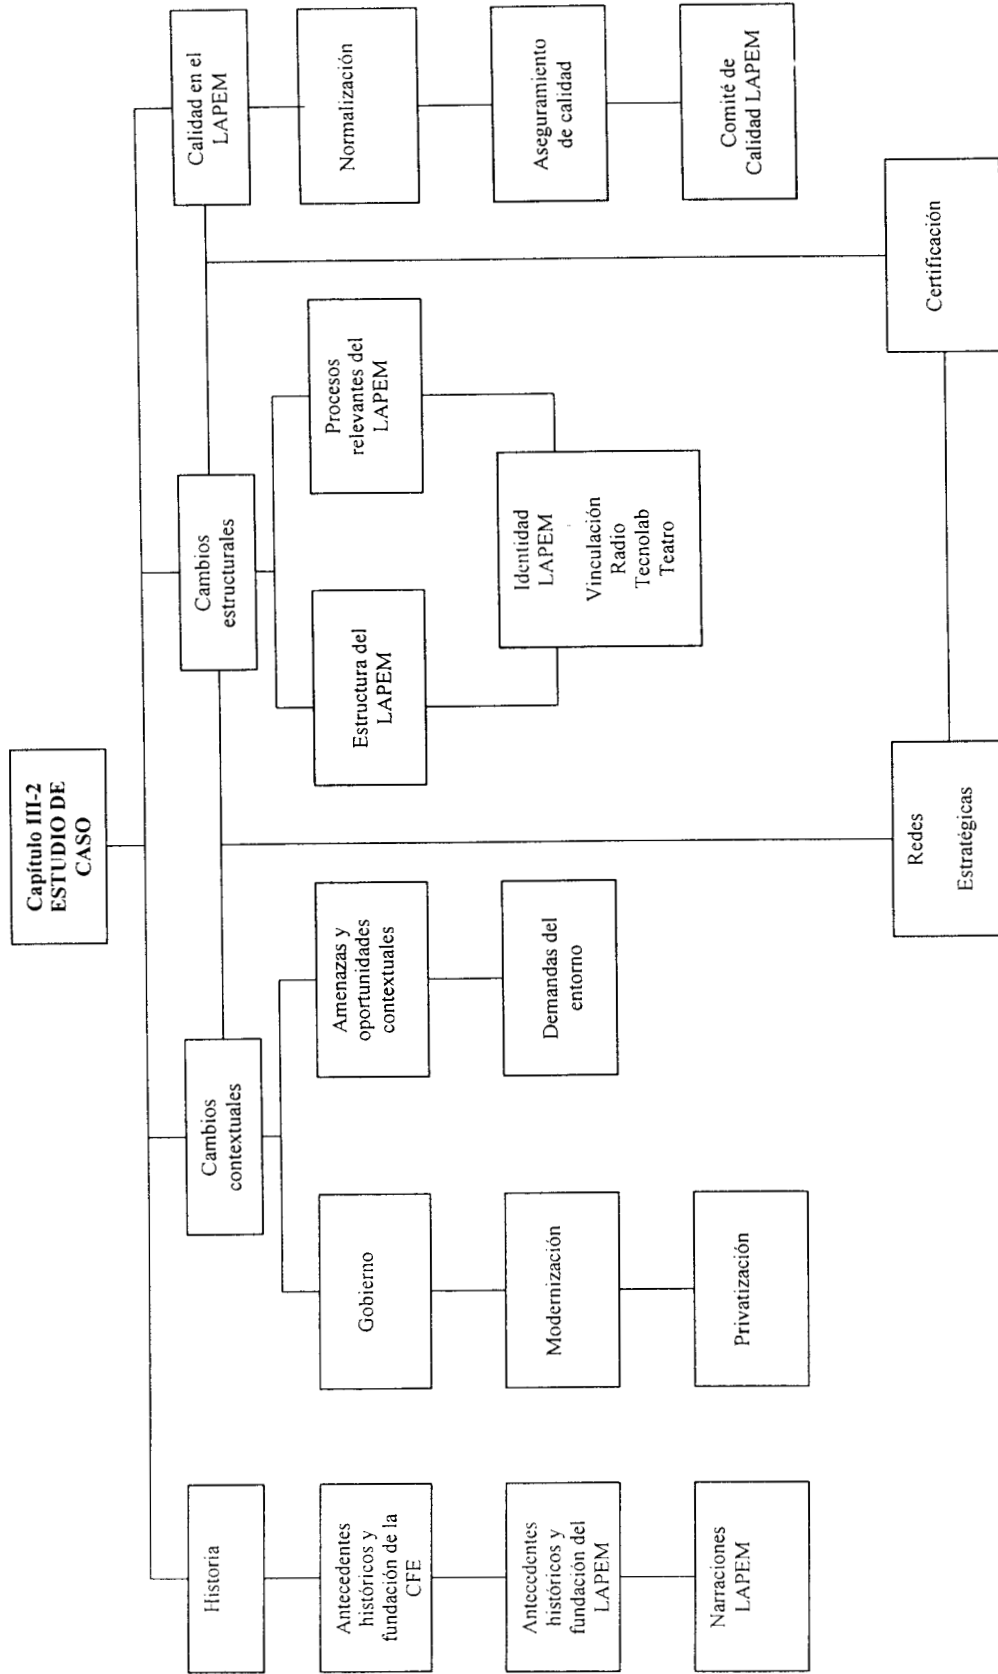 Capítulo III-2
ESTUDIO DE
CASO
Historia
Antecedentes
históricos y
fundación de la
CFE
Antecedentes
históricos y
fundación del
LAPEM
Narraciones
LAPEM
Cambios
contextuales
Gobierno
Modernización
Privatización
Amenazas y
oportunidades
contextuales
Demandas del
entorno
Cambios
estructurales
Estructura del
LAPEM
Procesos
relevantes del
LAPEM
Identidad
LAPEM
Vinculación
Radio
Tecnolab
Teatro
Calidad en el
LAPEM
Normalización
Aseguramiento
de calidad
Comité de
Calidad LAPEM
Redes
Estratégicas
Certificación